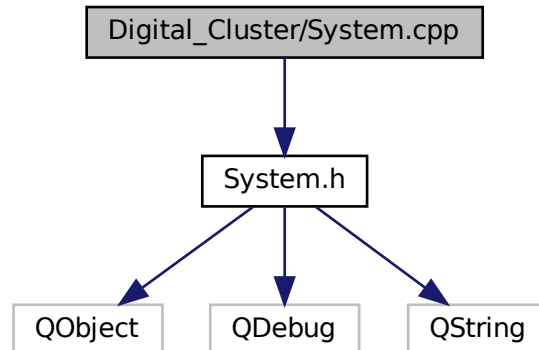 Digital_Cluster/System.cpp
System.h
QObject
QDebug
QString